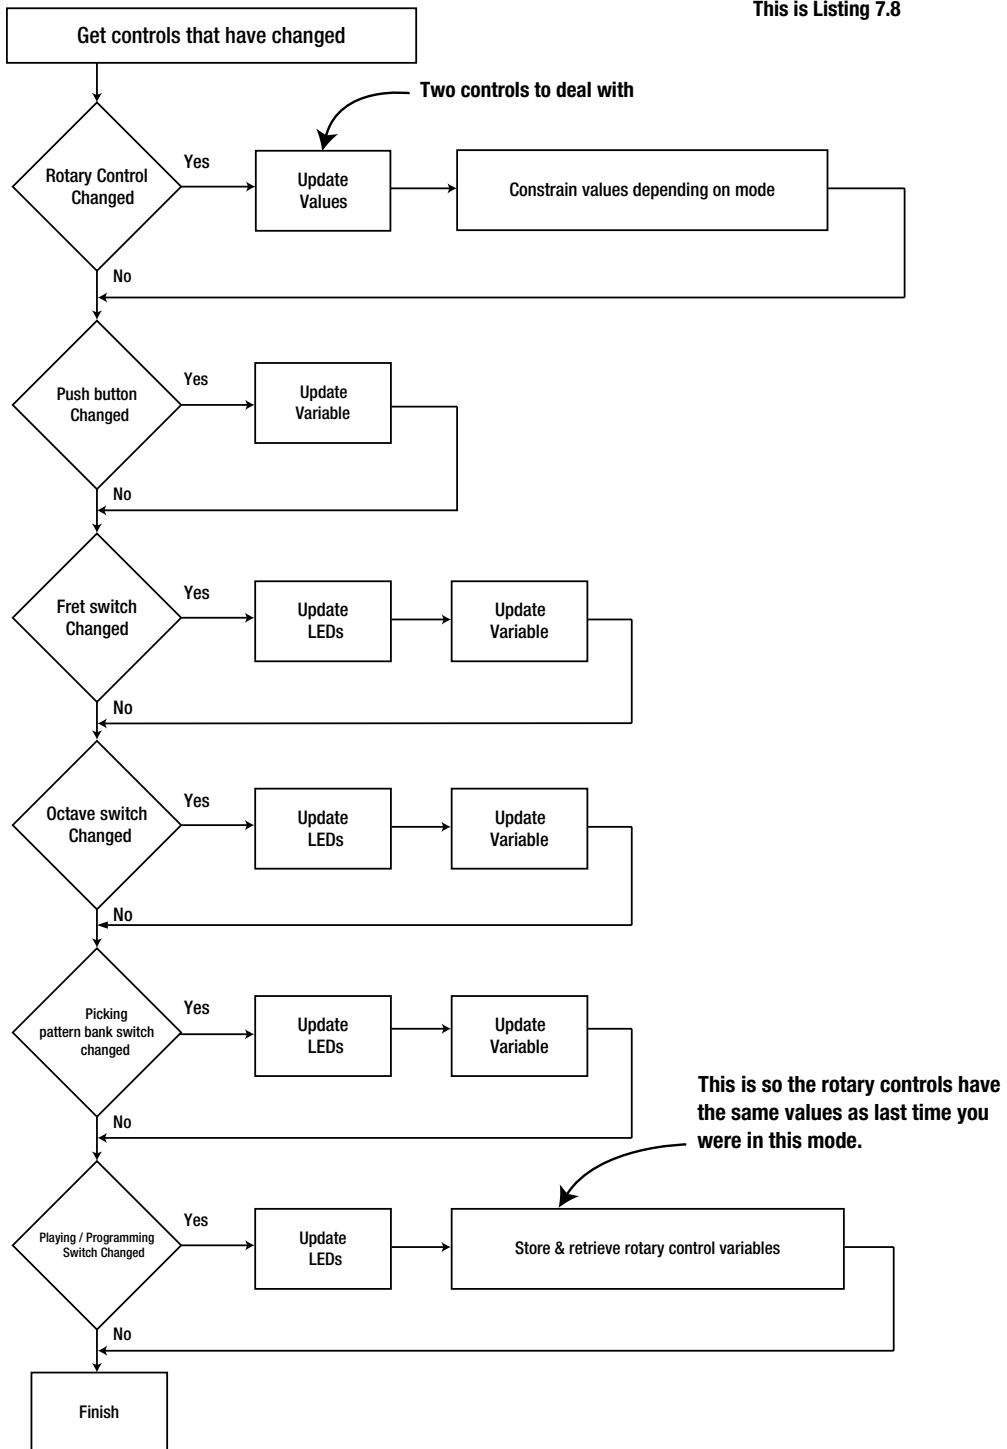 This is Listing 7.8
Get controls that have changed
Two controls to deal with
Rotary Control
Changed
Yes
Update
Values
Constrain values depending on mode
No
Push button
Changed
Yes
Update
Variable
No
Fret switch
Changed
Yes
Update
LEDs
Update
Variable
No
Octave switch
Changed
Yes
Update
LEDs
Update
Variable
No
Picking
pattern bank switch
changed
Yes
Update
LEDs
Update
Variable
No
This is so the rotary controls have
the same values as last time you
were in this mode.
Playing / Programming
Switch Changed
Yes
Update
LEDs
Store & retrieve rotary control variables
No
Finish